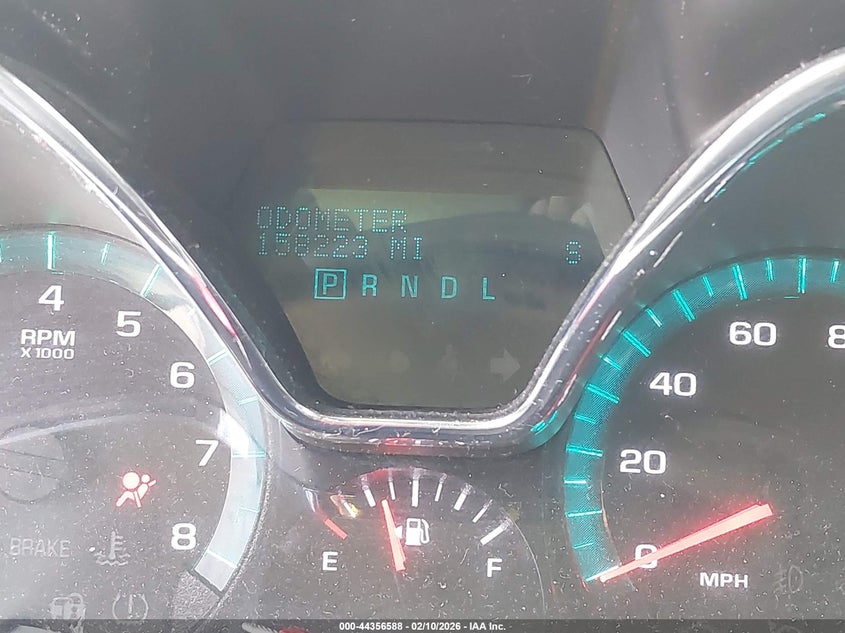 ODOMETER
158223 MI S
P R N D L
4
5
6
7
8
RPM
X 1000
BRAKE
E
F
0
20
40
60
MPH
000-44356588 - 02/10/2026 - IAA Inc.